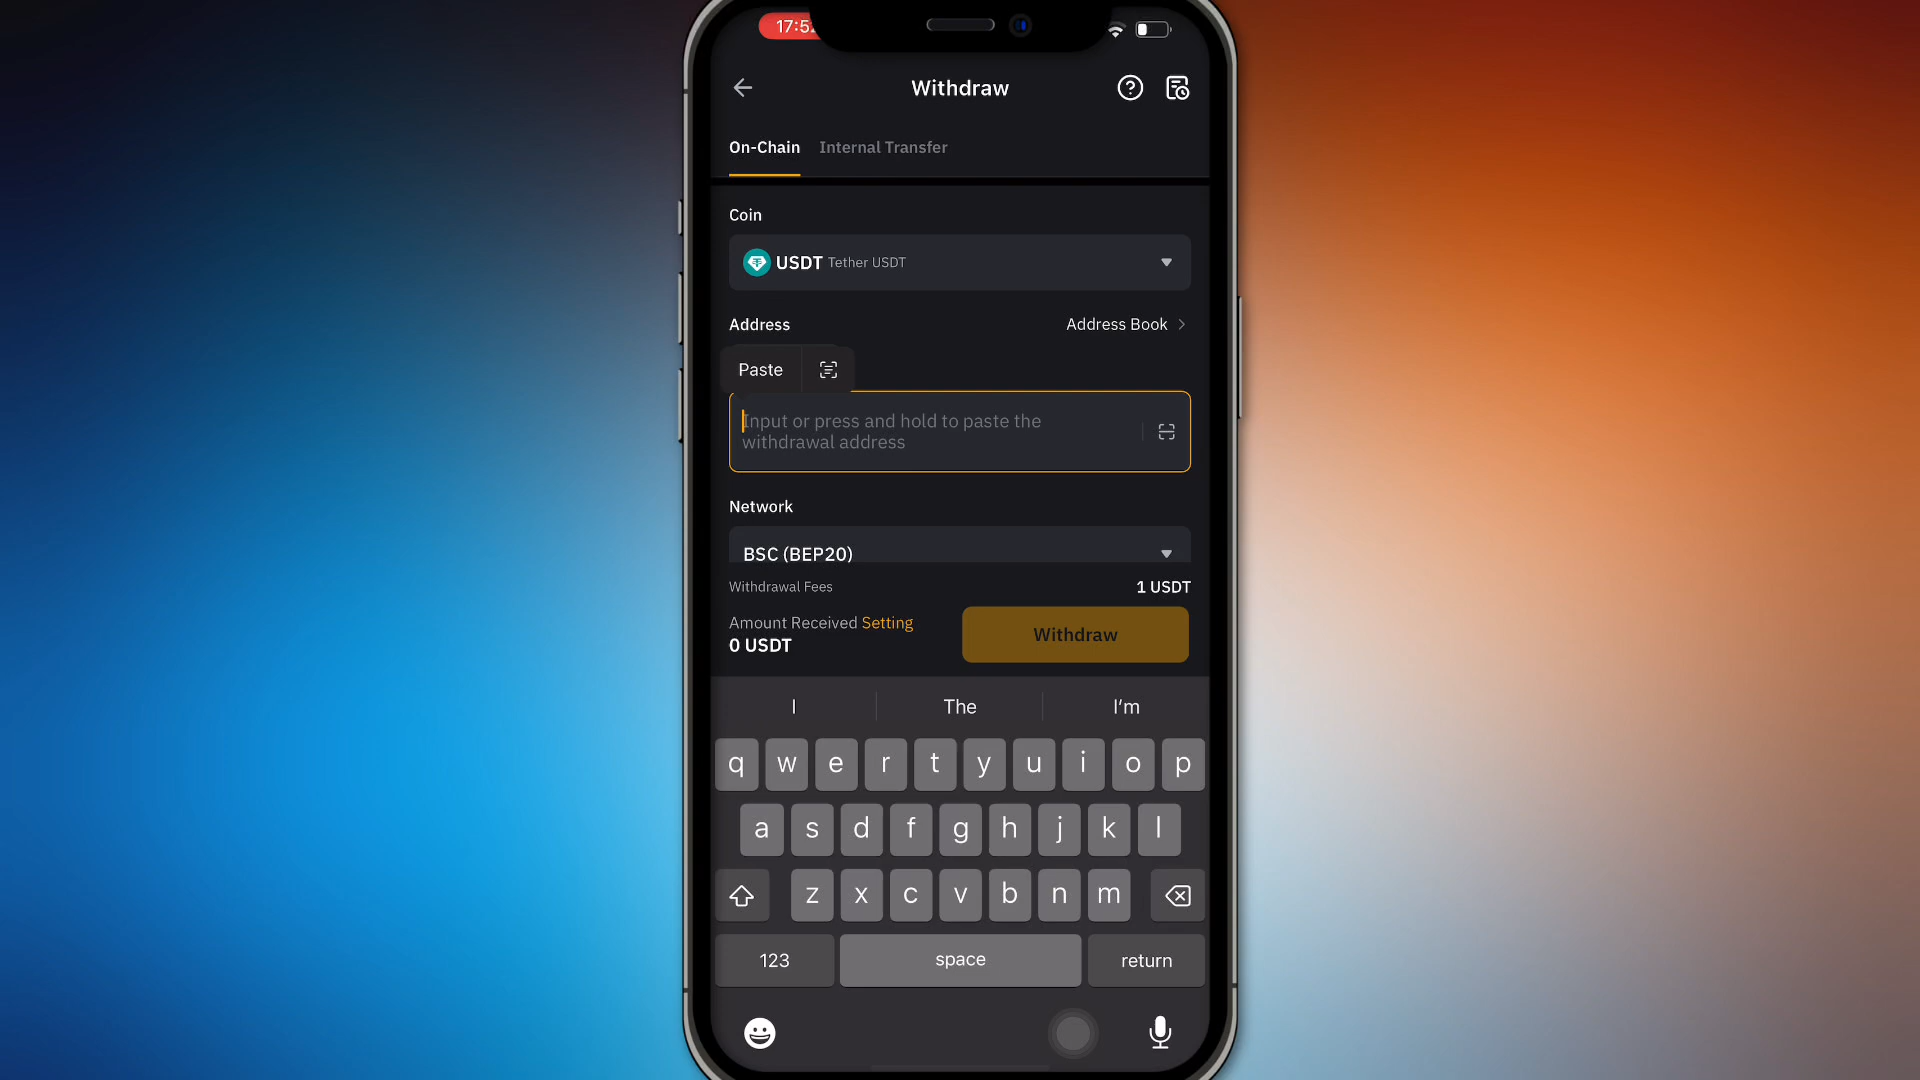 Withdraw
On-Chain Internal Transfer
Coin
USDT Tether USDT
Address Address Book
Paste
Input or press and hold to paste the
withdrawal address
Network
BSC (BEP20)
Withdrawal Fees 1 USDT
Amount Received Setting
0 USDT
Withdraw
I The I'm
q w e r t y u i o p
a s d f g h j k l
z x c v b n m
123 space return